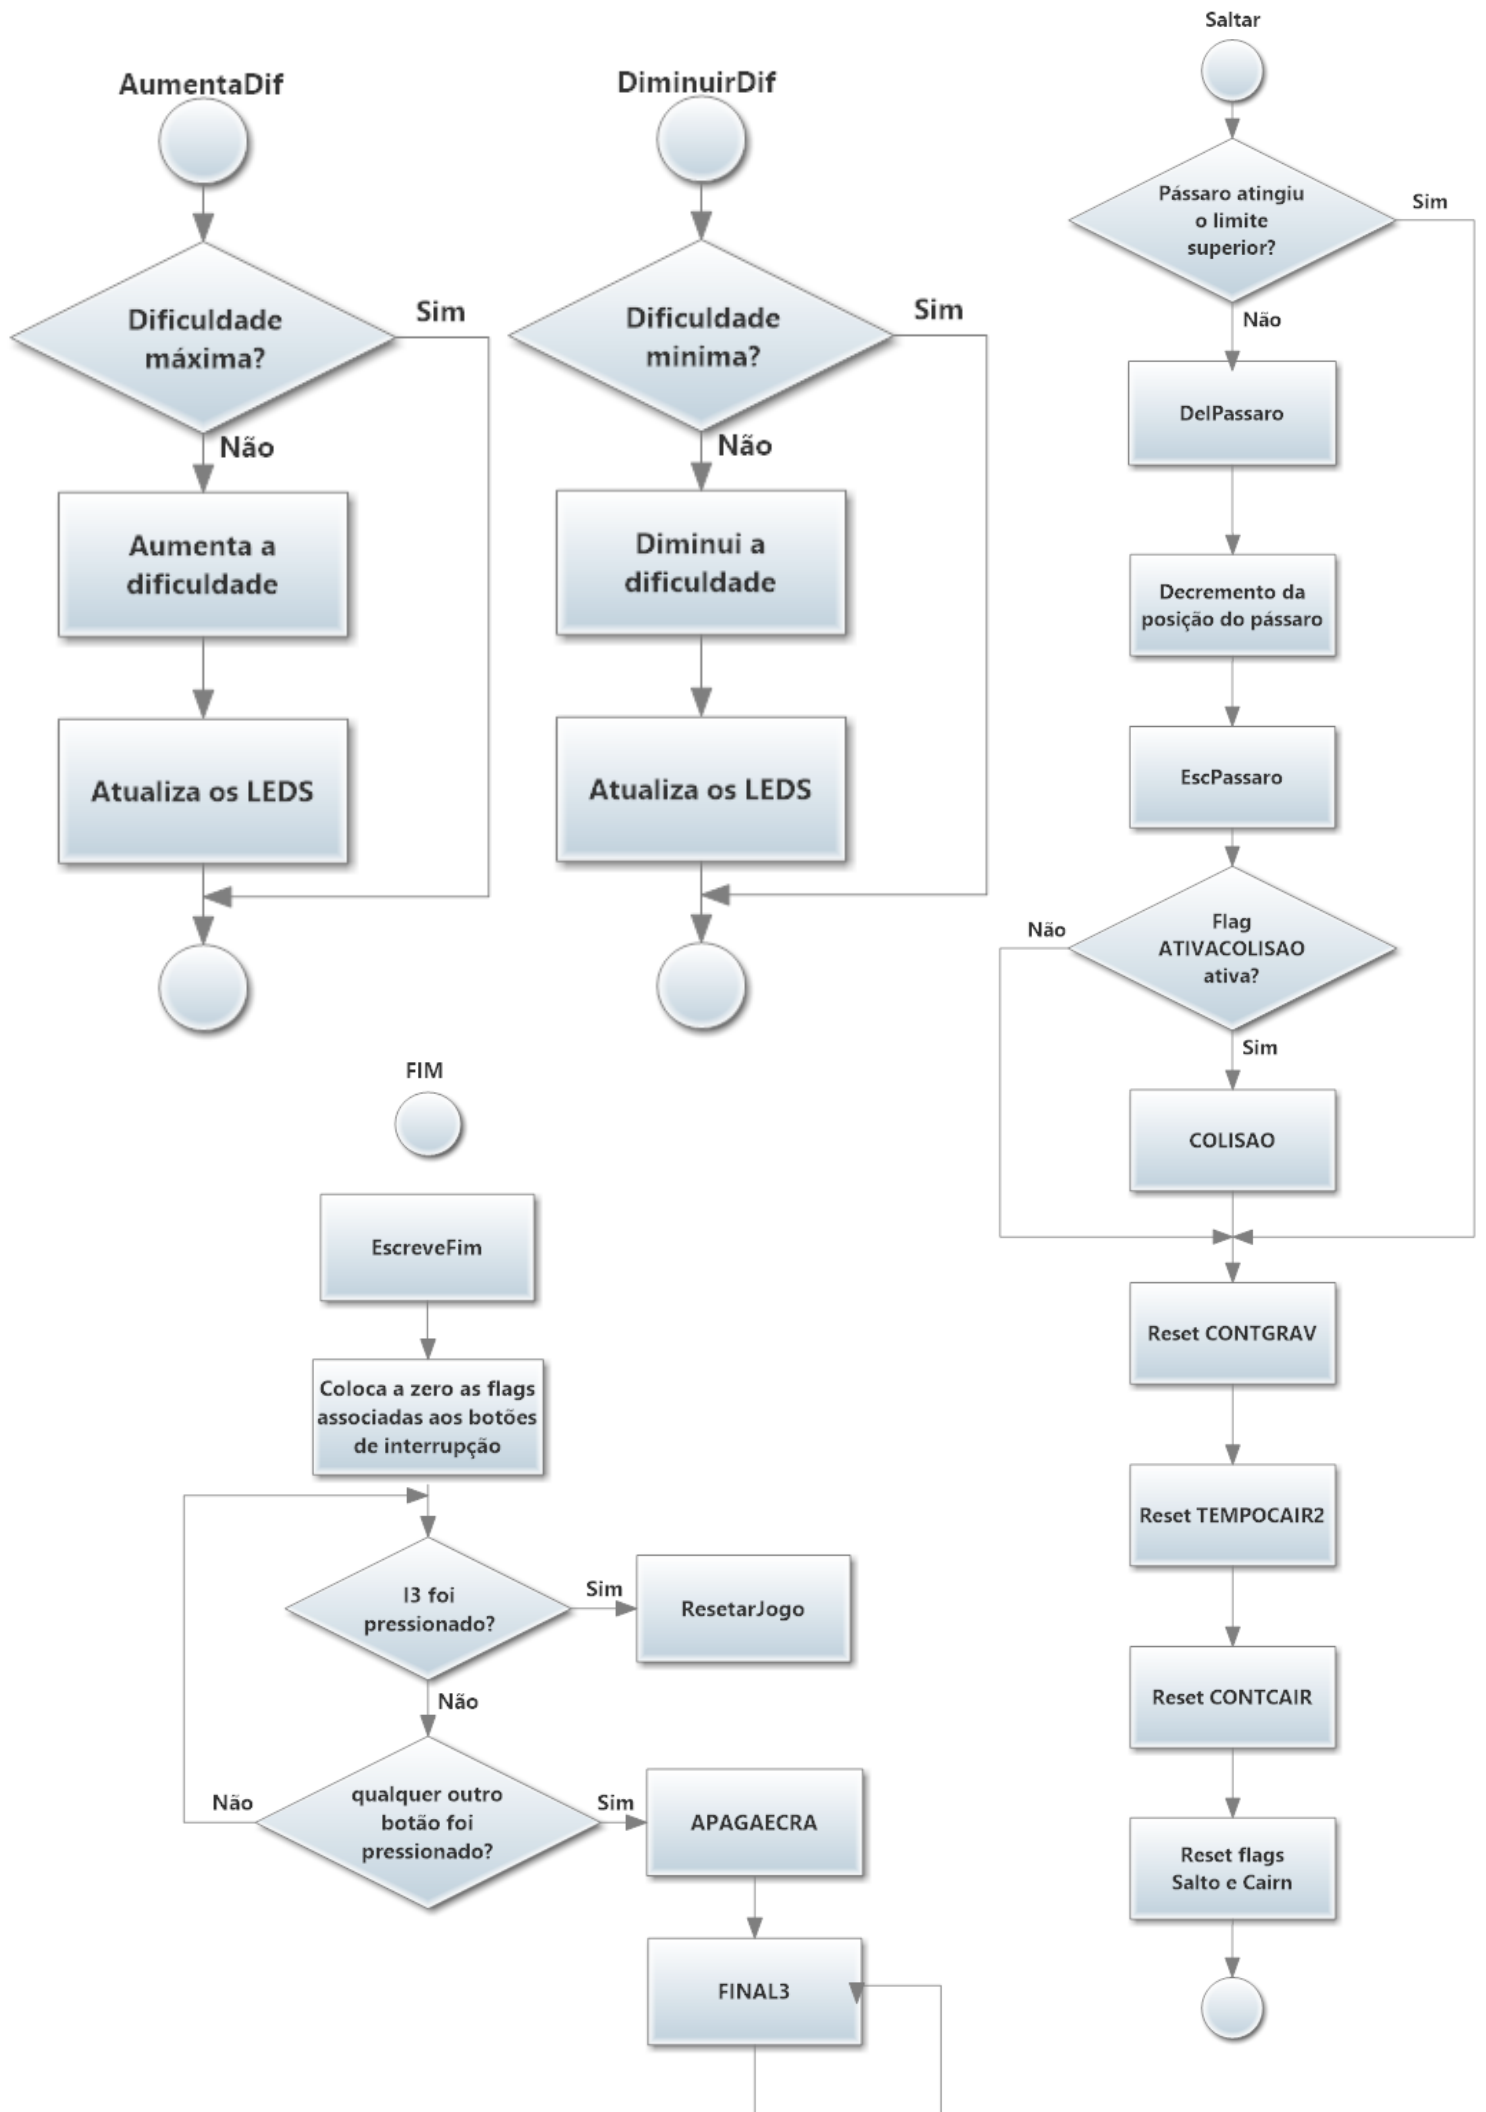 AumentaDif
Dificuldade
máxima?
Sim
Não
Aumenta a
dificuldade
Atualiza os LEDS
DiminuirDif
Dificuldade
minima?
Sim
Não
Diminui a
dificuldade
Atualiza os LEDS
Saltar
Pássaro atingiu
o limite
superior?
Sim
Não
DelPassaro
Decremento da
posição do pássaro
EscPassaro
Flag
ATIVACOLISAO
ativa?
Não
Sim
COLISAO
Reset CONTGRAV
Reset TEMPOCAIR2
Reset CONTCAIR
Reset flags
Salto e Cairn
FIM
EscreveFim
Coloca a zero as flags
associadas aos botões
de interrupção
I3 foi
pressionado?
Sim
ResetarJogo
Não
qualquer outro
botão foi
pressionado?
Não
Sim
APAGAECRA
FINAL3